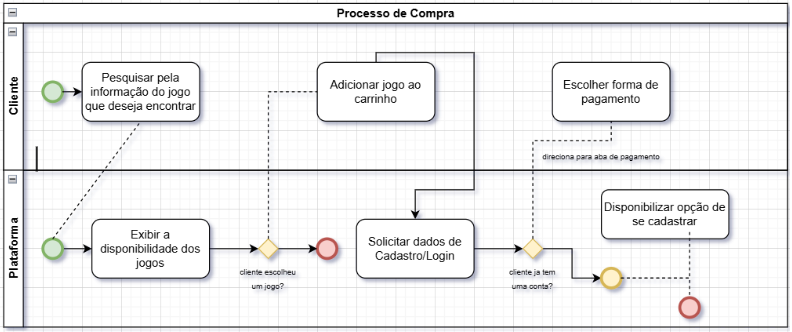 Processo de Compra
Cliente
Pesquisar pela
informação do jogo
que deseja encontrar
Adicionar jogo ao
carrinho
Escolher forma de
pagamento
direciona para aba de pagamento
Plataforma
Exibir a
disponibilidade dos
jogos
cliente escolheu
um jogo?
Solicitar dados de
Cadastro/Login
cliente ja tem
uma conta?
Disponibilizar opção de
se cadastrar